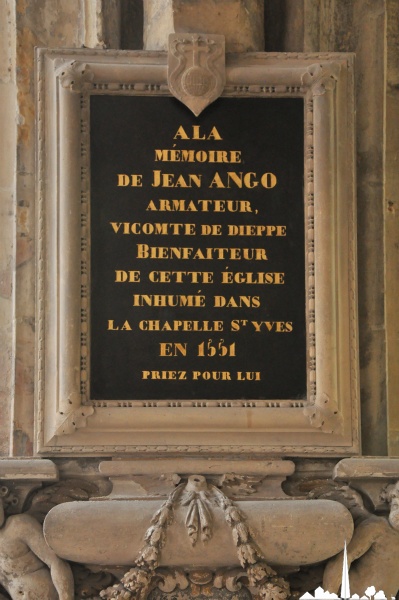 ALA
MÉMOIRE
DE JEAN ANGO
ARMATEUR,
VICOMTE DE DIEPPE
BIENFAITEUR
DE CETTE ÉGLISE
INHUMÉ DANS
LA CHAPELLE ST YVES
EN 1551
PRIEZ POUR LUI